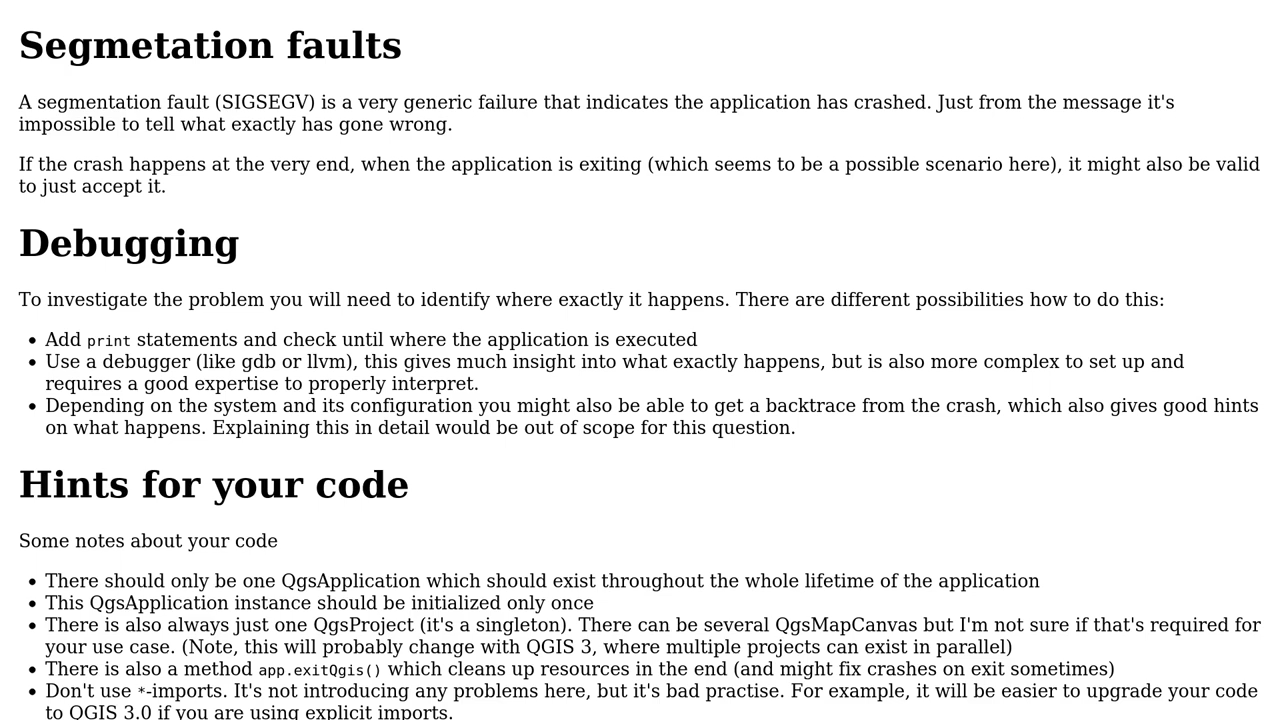 Segmetation faults
A segmentation fault (SIGSEGV) is a very generic failure that indicates the application has crashed. Just from the message it's
impossible to tell what exactly has gone wrong.
If the crash happens at the very end, when the application is exiting (which seems to be a possible scenario here), it might also be valid
to just accept it.
Debugging
To investigate the problem you will need to identify where exactly it happens. There are different possibilities how to do this:
• Add print statements and check until where the application is executed
• Use a debugger (like gdb or llvm), this gives much insight into what exactly happens, but is also more complex to set up and
requires a good expertise to properly interpret.
• Depending on the system and its configuration you might also be able to get a backtrace from the crash, which also gives good hints
on what happens. Explaining this in detail would be out of scope for this question.
Hints for your code
Some notes about your code
• There should only be one QgsApplication which should exist throughout the whole lifetime of the application
• This QgsApplication instance should be initialized only once
• There is also always just one QgsProject (it's a singleton). There can be several QgsMapCanvas but I'm not sure if that's required for
your use case. (Note, this will probably change with QGIS 3, where multiple projects can exist in parallel)
• There is also a method app.exitQgis() which cleans up resources in the end (and might fix crashes on exit sometimes)
• Don't use *-imports. It's not introducing any problems here, but it's bad practise. For example, it will be easier to upgrade your code
to QGIS 3.0 if you are using explicit imports.